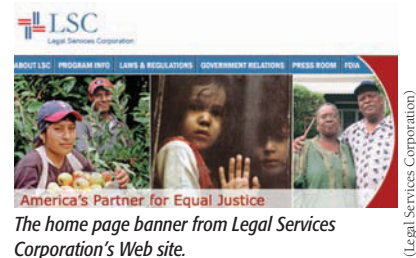 LSC
Legal Services Corporation
ABOUT LSC PROGRAM INFO LAWS & REGULATIONS GOVERNMENT RELATIONS PRESS ROOM FOIA
America's Partner for Equal Justice
The home page banner from Legal Services
Corporation's Web site.
(Legal Services Corporation)